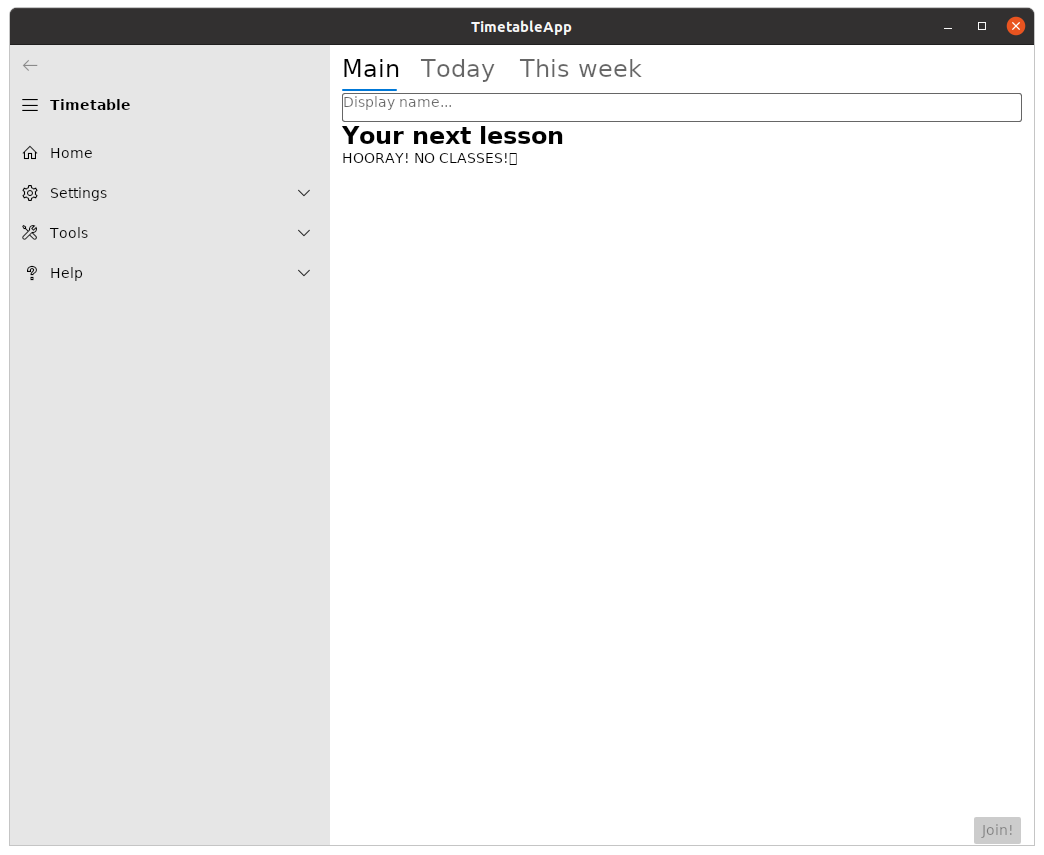 TimetableApp
Timetable
Home
Settings
Tools
Help
Main Today This week
Display name...
Your next lesson
HOORAY! NO CLASSES!
Join!